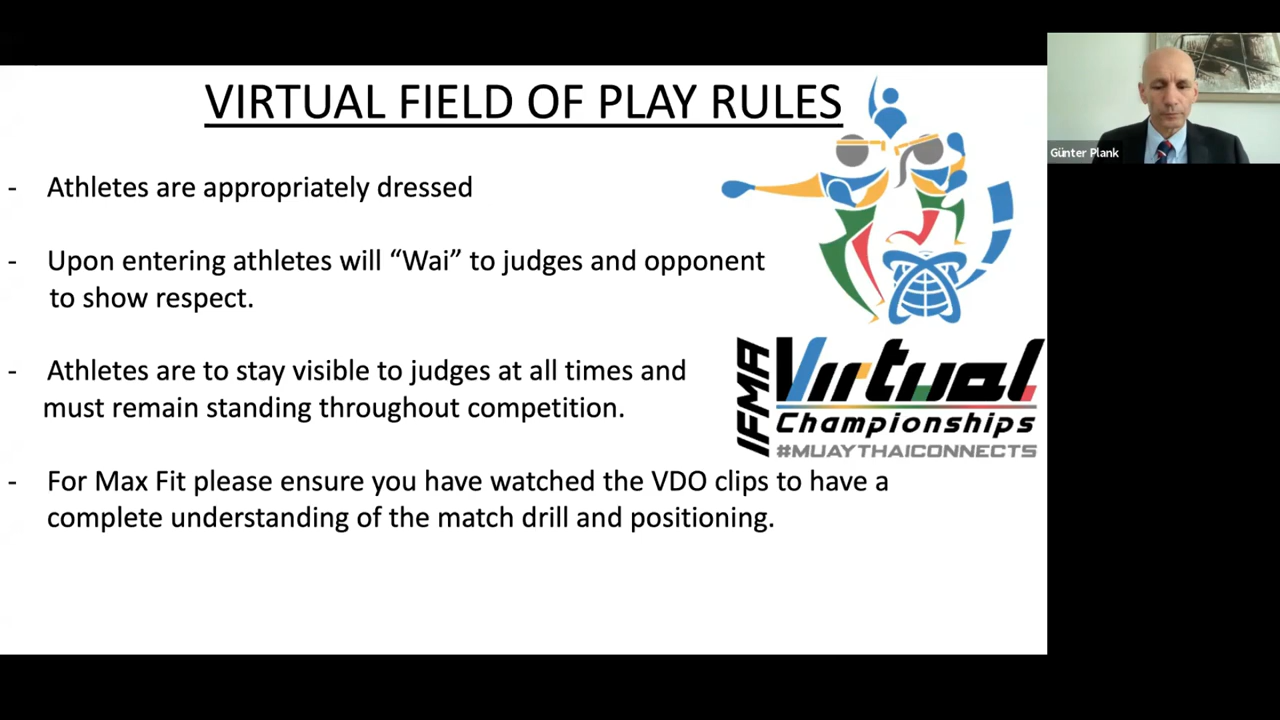 VIRTUAL FIELD OF PLAY RULES
- Athletes are appropriately dressed
- Upon entering athletes will “Wai” to judges and opponent
to show respect.
- Athletes are to stay visible to judges at all times and
must remain standing throughout competition.
- For Max Fit please ensure you have watched the VDO clips to have a
complete understanding of the match drill and positioning.
IFMA
Virtual
Championships
#MUAYTHAICONNECTS
Günter Plank